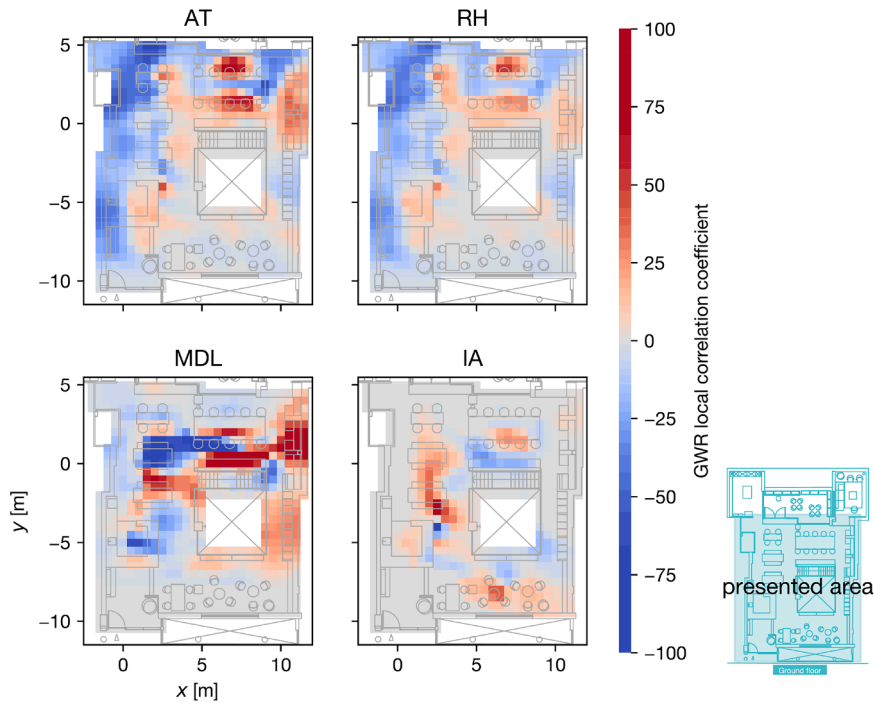 AT
RH
5
0
−5
−10
100
75
50
25
0
−25
−50
−75
−100
GWR local correlation coefficient
MDL
IA
5
0
−5
−10
y [m]
0
5
10
0
5
10
x [m]
presented area
Ground floor